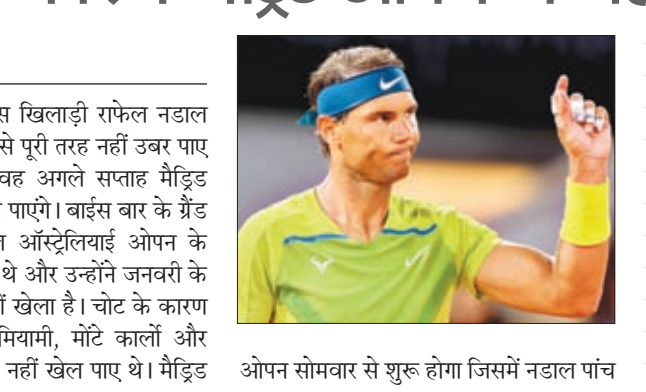 खिलाड़ी राफेल नडाल
से पूरी तरह नहीं उबर पाए
वह अगले सप्ताह मैड्रिड
पाएंगे। बाईस बार के ग्रैंड
ऑस्ट्रेलियाई ओपन के
थे और उन्होंने जनवरी के
खेला है। चोट के कारण
मियामी, मोंटे कार्लो और
नहीं खेल पाए थे। मैड्रिड
ओपन सोमवार से शुरू होगा जिसमें नडाल पांच